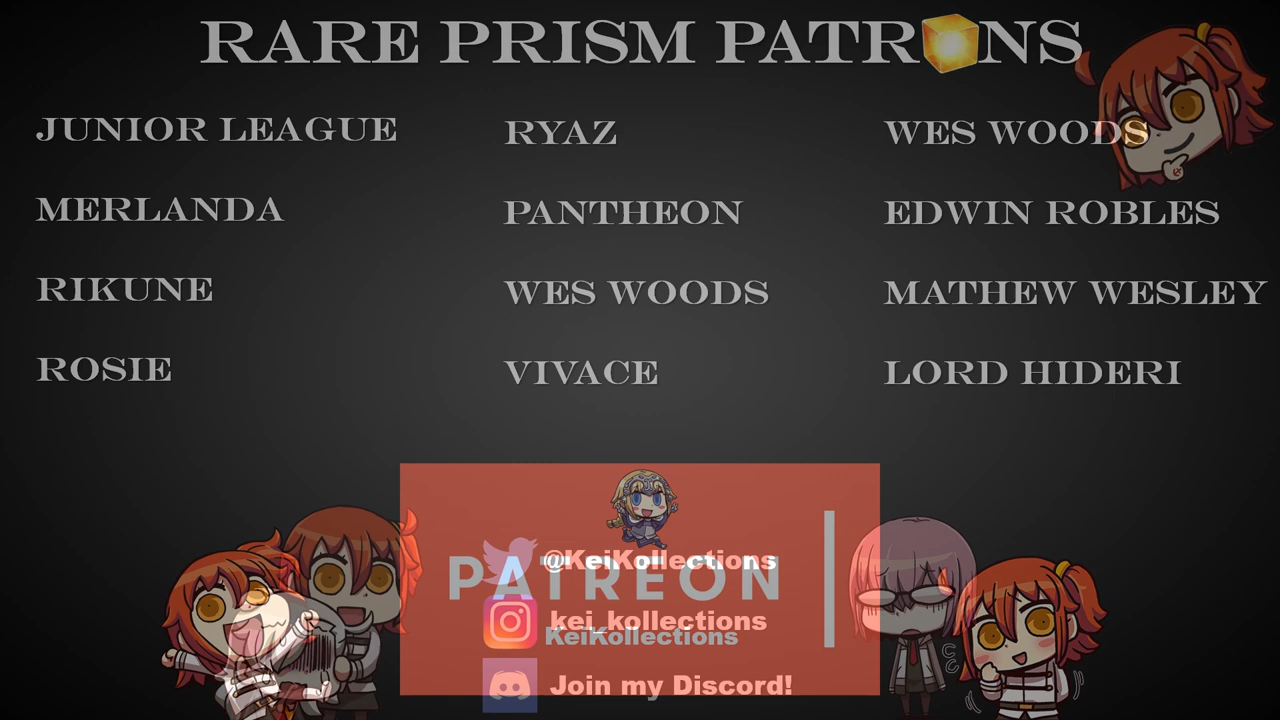 RARE PRISM PATRONS
JUNIOR LEAGUE
MERLANDA
RIKUNE
ROSIE
RYAZ
PANTHEON
WES WOODS
VIVACE
WES WOODS
EDWIN ROBLES
MATHEW WESLEY
LORD HIDERI
@KeiKollections
PATREON
kei_kollections
KeiKollections
Join my Discord!